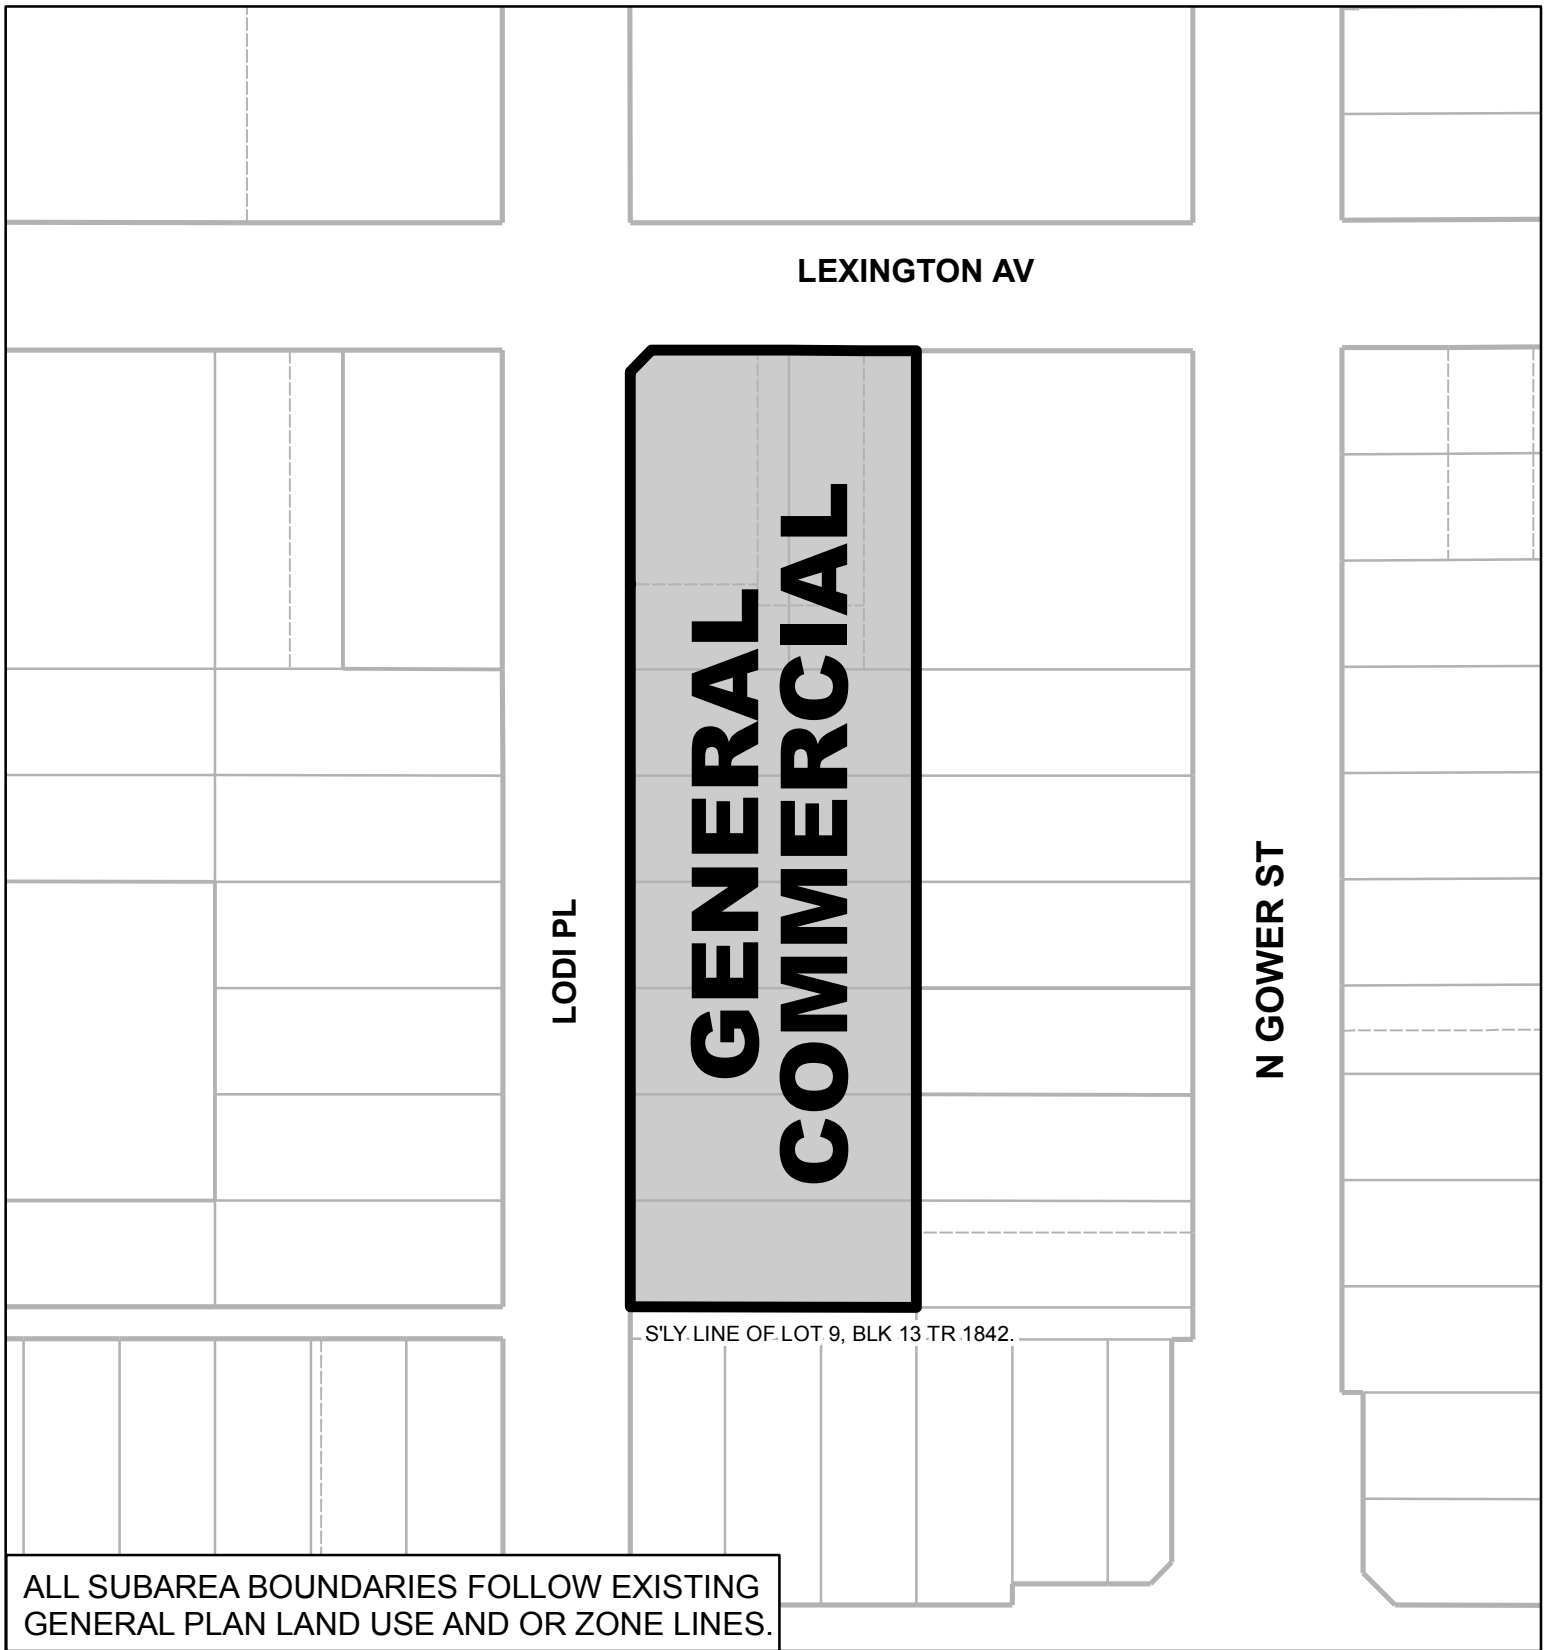 LEXINGTON AV
GENERAL
COMMERCIAL
LODI PL
N GOWER ST
S'LY LINE OF LOT 9, BLK 13 TR 1842.
ALL SUBAREA BOUNDARIES FOLLOW EXISTING
GENERAL PLAN LAND USE AND OR ZONE LINES.